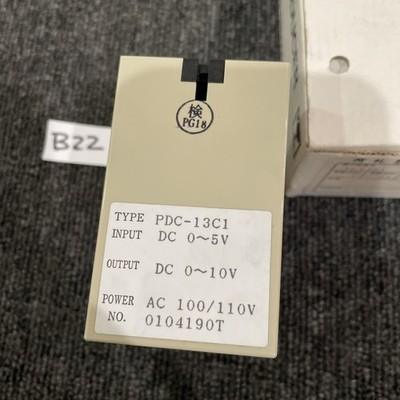 検
PG18
B22
TYPE PDC-13C1
INPUT DC 0～5V
OUTPUT DC 0～10V
POWER AC 100/110V
NO. 0104190T